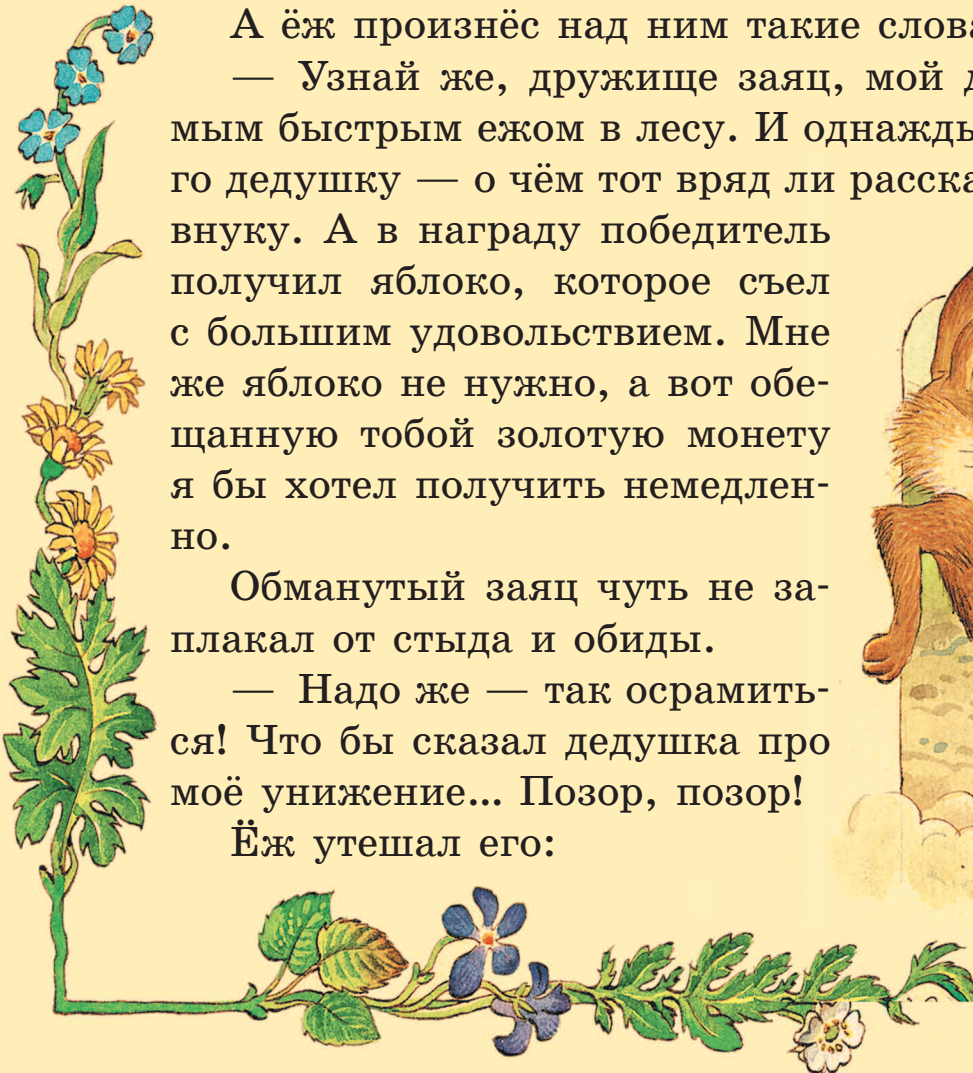 А ёж произнёс над ним такие слова
— Узнай же, дружище заяц, мой
мым быстрым ежом в лесу. И
го дедушку — о чём тот вряд ли
внуку. А в награду победитель
получил яблоко, которое съел
с большим удовольствием. Мне
же яблоко не нужно, а вот обе-
щанную тобой золотую монету
я бы хотел получить немедлен-
но.
Обманутый заяц чуть не за-
плакал от стыда и обиды.
— Надо же — так осрамить-
ся! Что бы сказал дедушка про
моё унижение... Позор, позор!
Ёж утешал его: